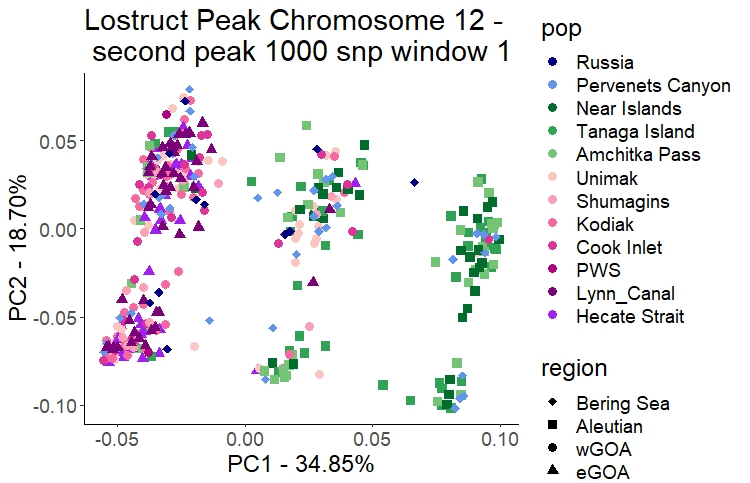 Lostruct Peak Chromosome 12 -
second peak 1000 snp window 1
pop
Russia
Pervenets Canyon
Near Islands
Tanaga Island
Amchitka Pass
Unimak
Shumagins
Kodiak
Cook Inlet
PWS
Lynn_Canal
Hecate Strait
region
Bering Sea
Aleutian
wGOA
eGOA
PC2 - 18.70%
0.05
0.00
-0.05
-0.10
-0.05
0.00
0.05
0.10
PC1 - 34.85%